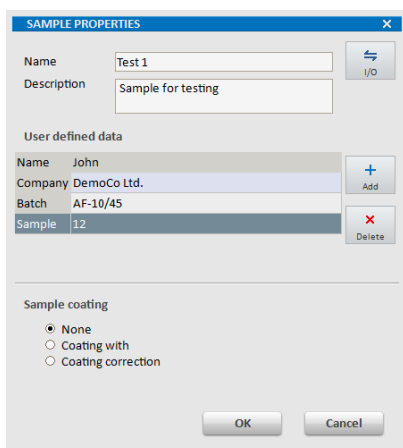 SAMPLE PROPERTIES
Name Test 1
I/O
Description Sample for testing
User defined data
Name John
Company DemoCo Ltd.
Add
Batch AF-10/45
Sample 12
Delete
Sample coating
None
Coating with
Coating correction
OK Cancel